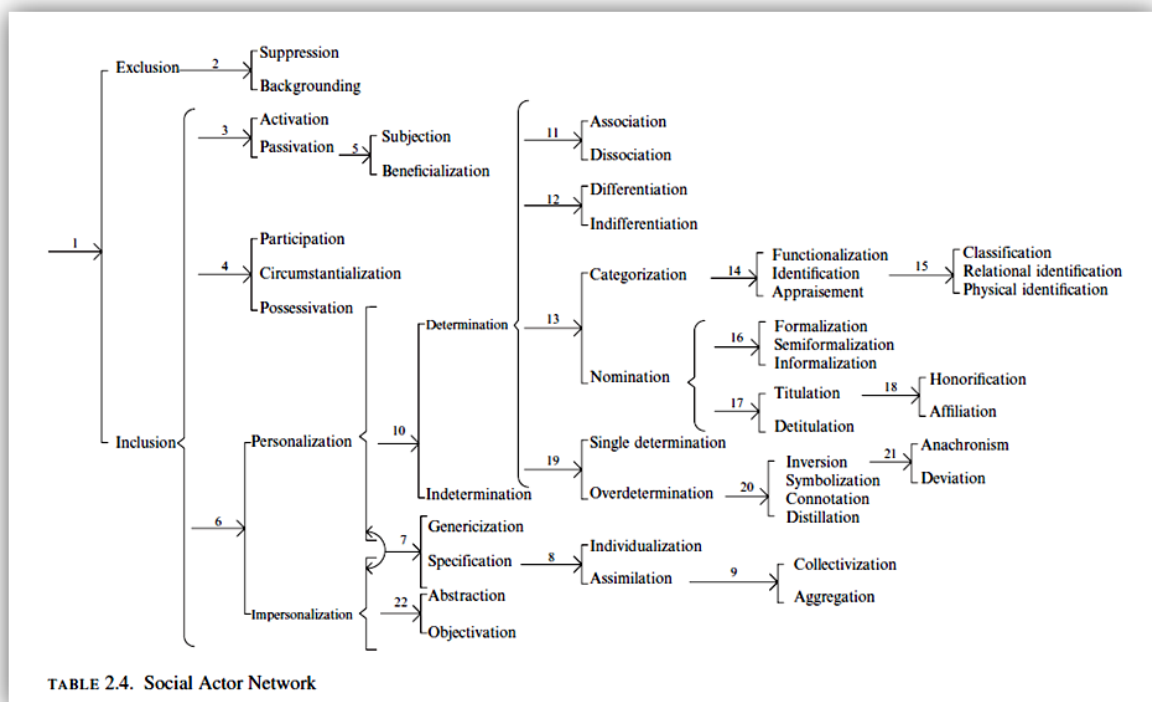 Exclusion 2 Suppression
Backgrounding
1
3 Activation
Passivation 5 Subjection
Beneficialization
4 Participation
Circumstantialization
Possessivation
Inclusion
6 Personalization
Impersonalization
10 Determination
Indetermination
11 Association
Dissociation
12 Differentiation
Indifferentiation
13 Categorization 14 Functionalization
Identification 15 Classification
Appraisement
Relational identification
Physical identification
Nomination
16 Formalization
Semiformalization
Informalization
17 Titulation 18 Honorification
Affiliation
Detitulation
19 Single determination
Overdetermination 20 Inversion 21 Anachronism
Deviation
Symbolization
Connotation
Distillation
7 Genericization
Specification 8 Individualization
Assimilation 9 Collectivization
Aggregation
22 Abstraction
Objectivation
TABLE 2.4. Social Actor Network